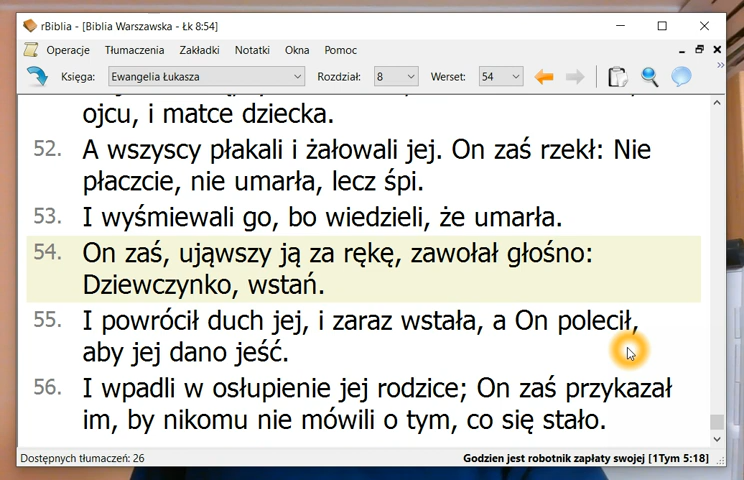 rBiblia - [Biblia Warszawska - Łk 8:54]
Operacje Tłumaczenia Zakładki Notatki Okna Pomoc
Księga: Ewangelia Łukasza Rozdział: 8 Werset: 54
ojcu, i matce dziecka.
52. A wszyscy płakali i żałowali jej. On zaś rzekł: Nie
płaczcie, nie umarła, lecz śpi.
53. I wyśmiewali go, bo wiedzieli, że umarła.
54. On zaś, ująwszy ją za rękę, zawołał głośno:
Dziewczynko, wstań.
55. I powrócił duch jej, i zaraz wstała, a On polecił,
aby jej dano jeść.
56. I wpadli w osłupienie jej rodzice; On zaś przykazał
im, by nikomu nie mówili o tym, co się stało.
Dostępnych tłumaczeń: 26 Godzien jest robotnik zapłaty swojej [1Tym 5:18]